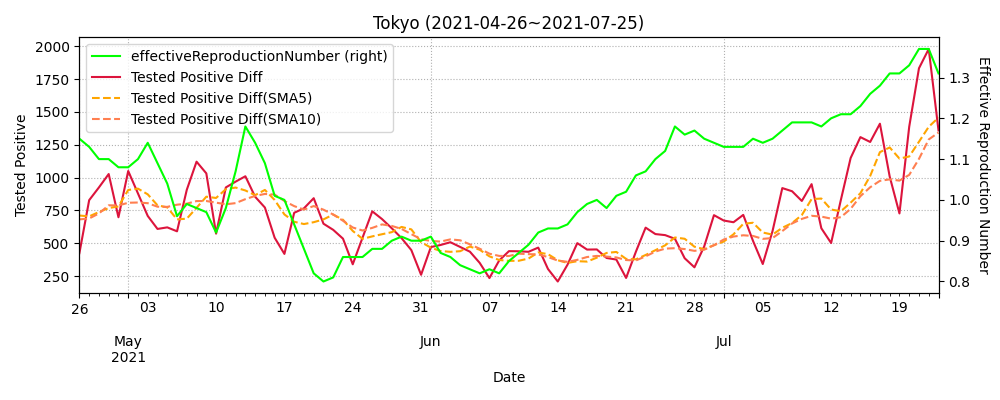 Tokyo (2021-04-26~2021-07-25)
effectiveReproductionNumber (right)
Tested Positive Diff
Tested Positive Diff(SMA5)
Tested Positive Diff(SMA10)
Tested Positive
2000
1750
1500
1250
1000
750
500
250
Effective Reproduction Number
1.3
1.2
1.1
1.0
0.9
0.8
26 03 10 17 24 31 07 14 21 28 05 12 19
May Jun Jul
2021
Date